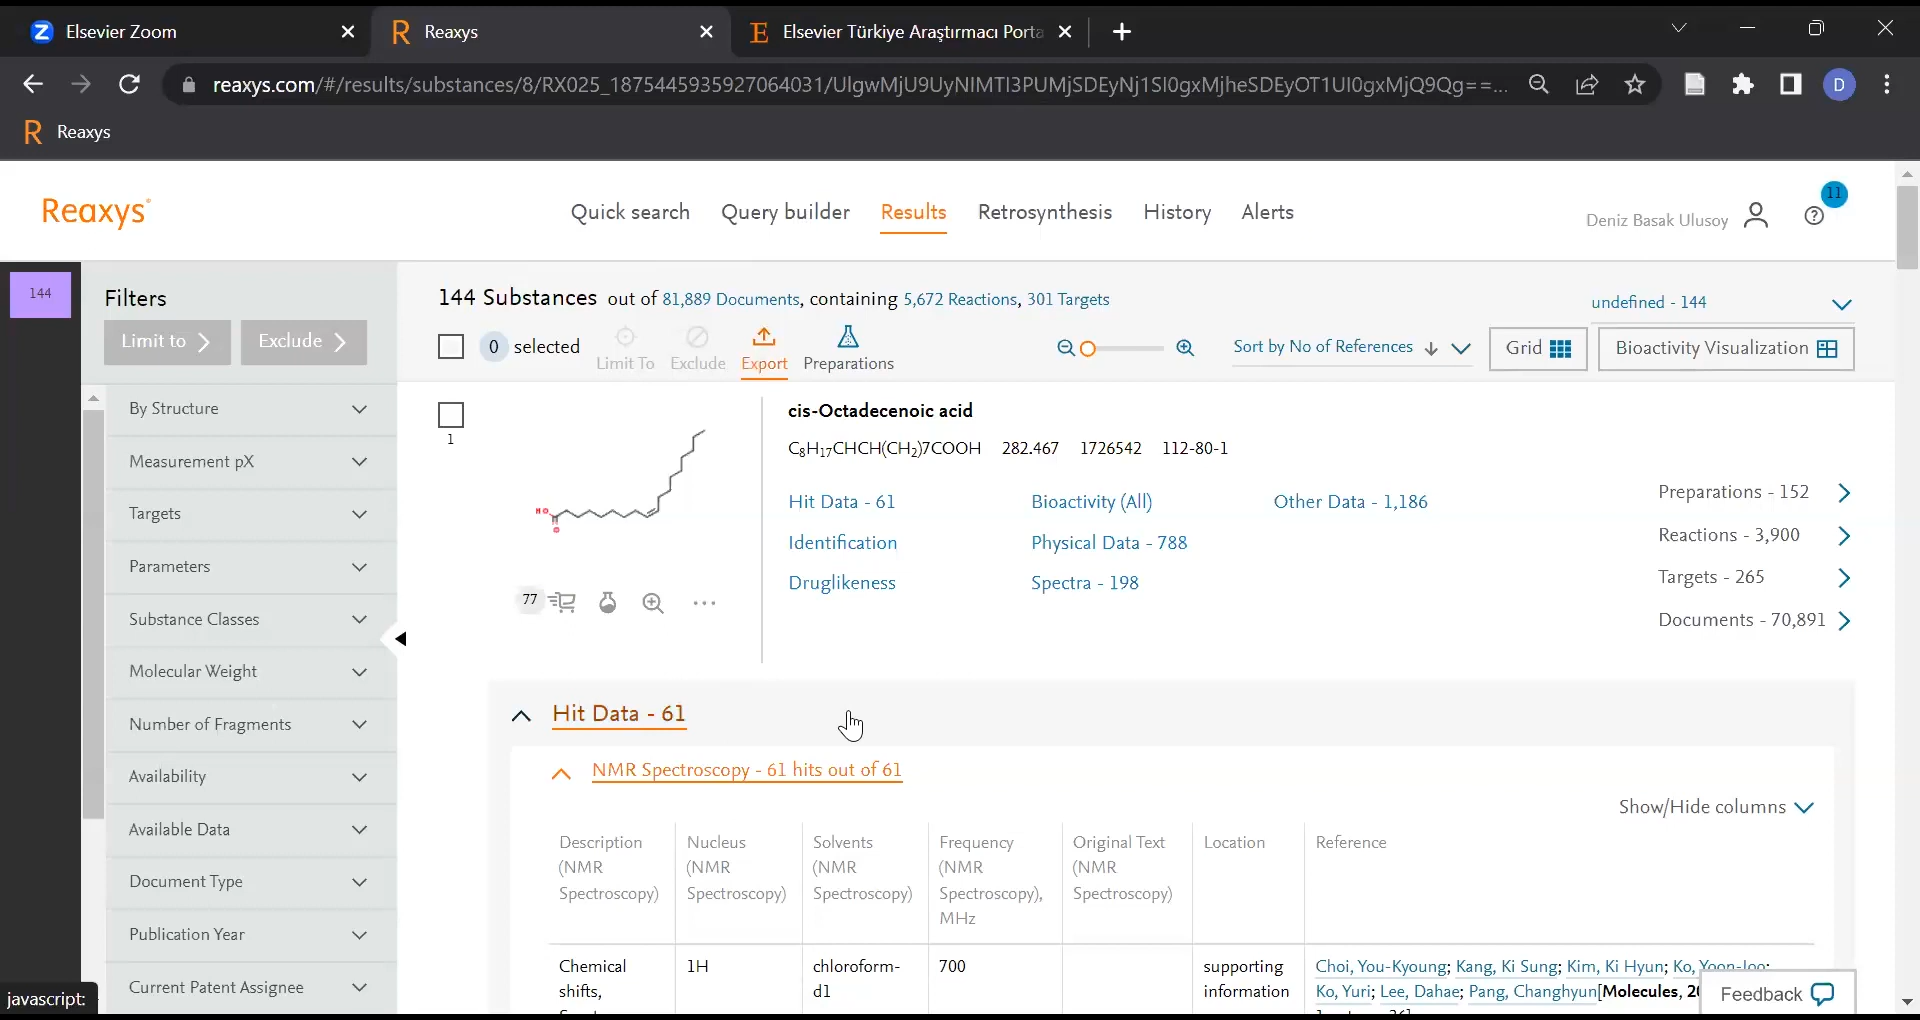 Elsevier Zoom
Reaxys
Elsevier Türkiye Araştırmacı Porta
reaxys.com/#/results/substances/8/RX025_1875445935927064031/UlgwMjU9UyNIMTI3PUMjSDEyNj1SI0gxMjheSDEyOT1UI0gxMjQ9Qg==...
D
R Reaxys
Reaxys
Quick search Query builder Results Retrosynthesis History Alerts
Deniz Basak Ulusoy
11
144
Filters
Limit to
Exclude
144 Substances out of 81,889 Documents, containing 5,672 Reactions, 301 Targets
undefined - 144
0 selected
Limit To
Exclude
Export
Preparations
Sort by No of References
Grid
Bioactivity Visualization
By Structure
Measurement pX
Targets
Parameters
Substance Classes
Molecular Weight
Number of Fragments
Availability
Available Data
Document Type
Publication Year
Current Patent Assignee
1
HO
O
77
cis-Octadecenoic acid
C₈H₁₇CHCH(CH₂)7COOH 282.467 1726542 112-80-1
Hit Data - 61 Bioactivity (All) Other Data - 1,186
Identification Physical Data - 788
Druglikeness Spectra - 198
Preparations - 152
Reactions - 3,900
Targets - 265
Documents - 70,891
Hit Data - 61
NMR Spectroscopy - 61 hits out of 61
Show/Hide columns
Description (NMR Spectroscopy)
Nucleus (NMR Spectroscopy)
Solvents (NMR Spectroscopy)
Frequency (NMR Spectroscopy), MHz
Original Text (NMR Spectroscopy)
Location
Reference
Chemical shifts,
1H
chloroform-d1
700
supporting information
Choi, You-Kyoung; Kang, Ki Sung; Kim, Ki Hyun; Ko, Yoon-Joo;
Ko, Yuri; Lee, Dahae; Pang, Changhyun[Molecules, 20
Feedback
javascript: